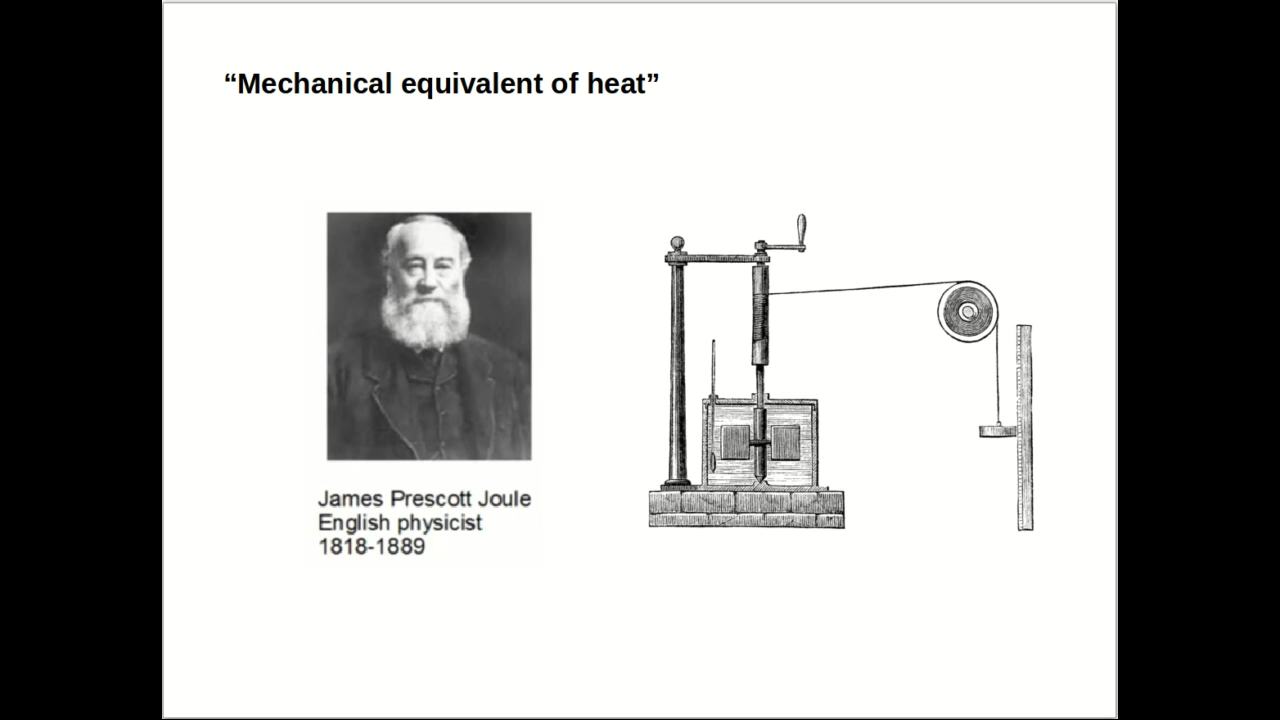 “Mechanical equivalent of heat”
James Prescott Joule
English physicist
1818-1889